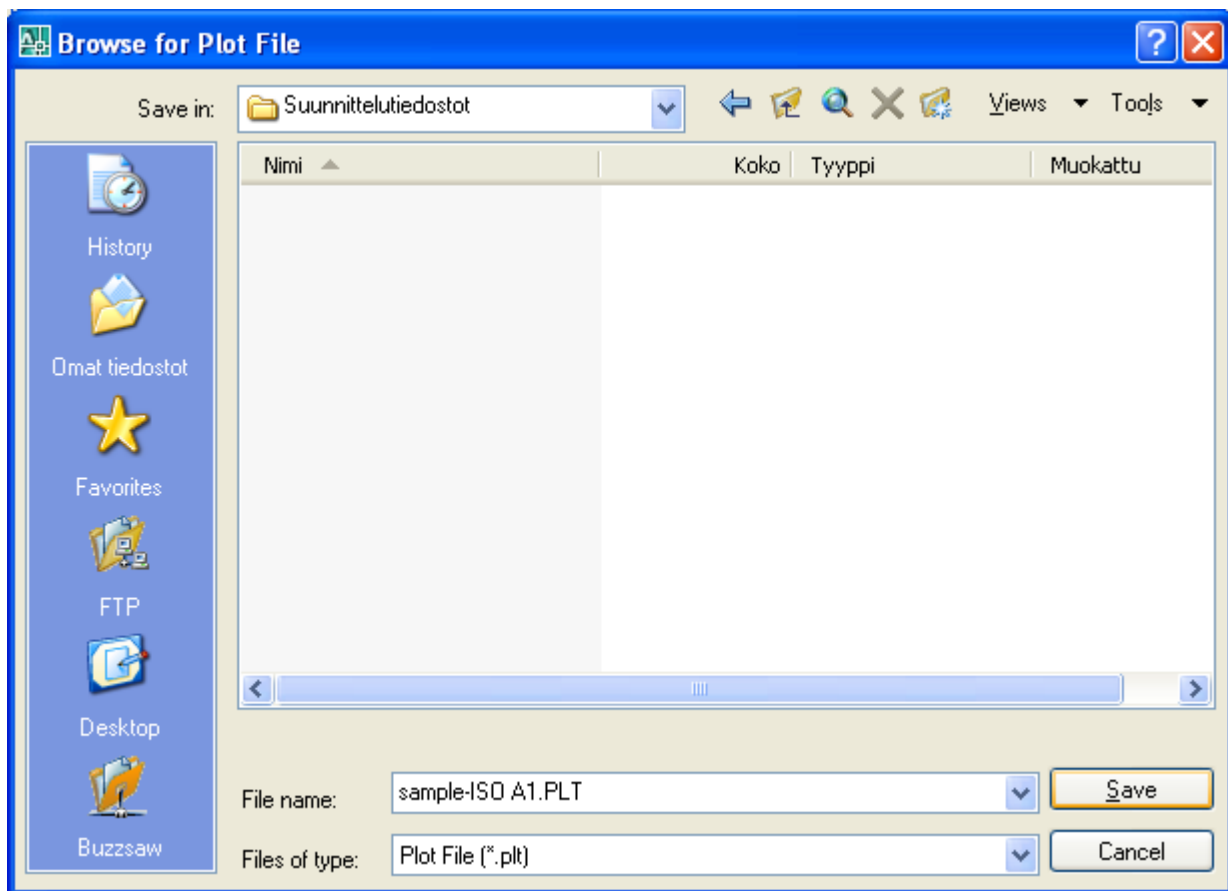 Browse for Plot File
Save in: Suunnittelutiedostot Views Tools
Nimi Koko Tyyppi Muokattu
History
Omat tiedostot
Favorites
FTP
Desktop
Buzzsaw
File name: sample-ISO A1.PLT Save
Files of type: Plot File (*.plt) Cancel